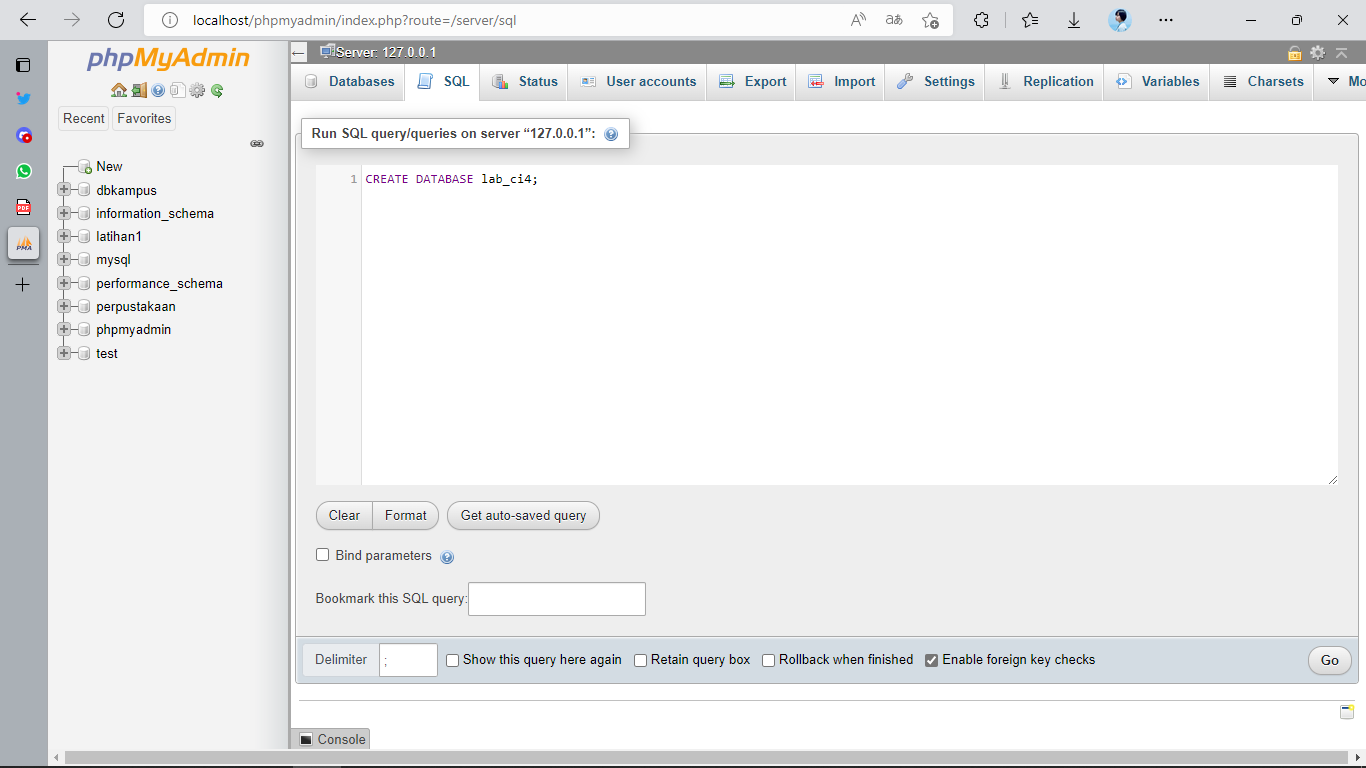 localhost/phpmyadmin/index.php?route=/server/sql
phpMyAdmin
Recent Favorites
New
dbkampus
information_schema
latihan1
mysql
performance_schema
perpustakaan
phpmyadmin
test
PDF
PMA
Server: 127.0.0.1
Databases SQL Status User accounts Export Import Settings Replication Variables Charsets Mo
Run SQL query/queries on server “127.0.0.1”:
1 CREATE DATABASE lab_ci4;
Clear Format Get auto-saved query
Bind parameters
Bookmark this SQL query:
Delimiter ; Show this query here again Retain query box Rollback when finished Enable foreign key checks Go
Console